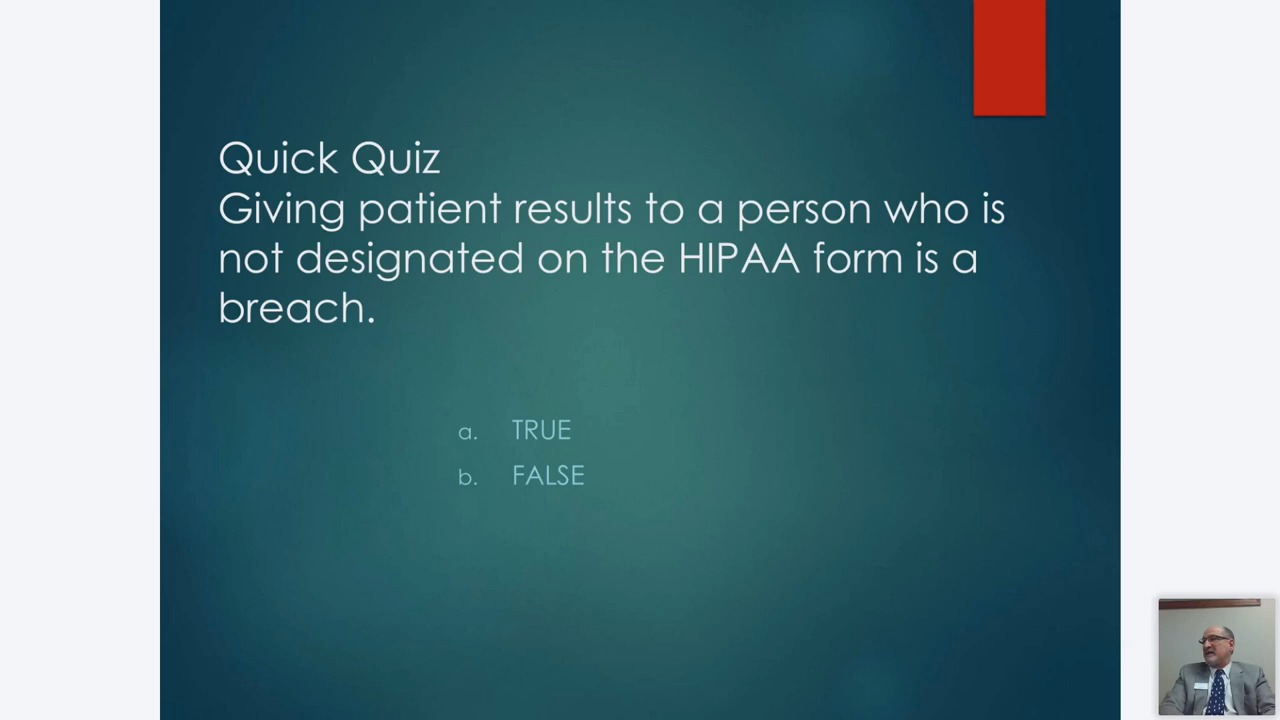 Quick Quiz
Giving patient results to a person who is
not designated on the HIPAA form is a
breach.
a. TRUE
b. FALSE